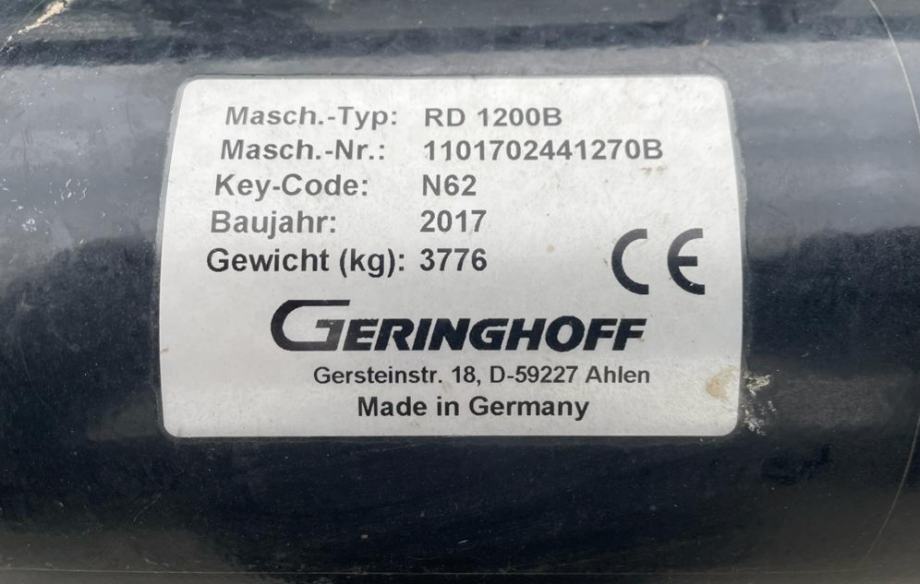 Masch.-Typ: RD 1200B
Masch.-Nr.: 1101702441270B
Key-Code: N62
Baujahr: 2017
Gewicht (kg): 3776
CE
GERINGHOFF
Gersteinstr. 18, D-59227 Ahlen
Made in Germany